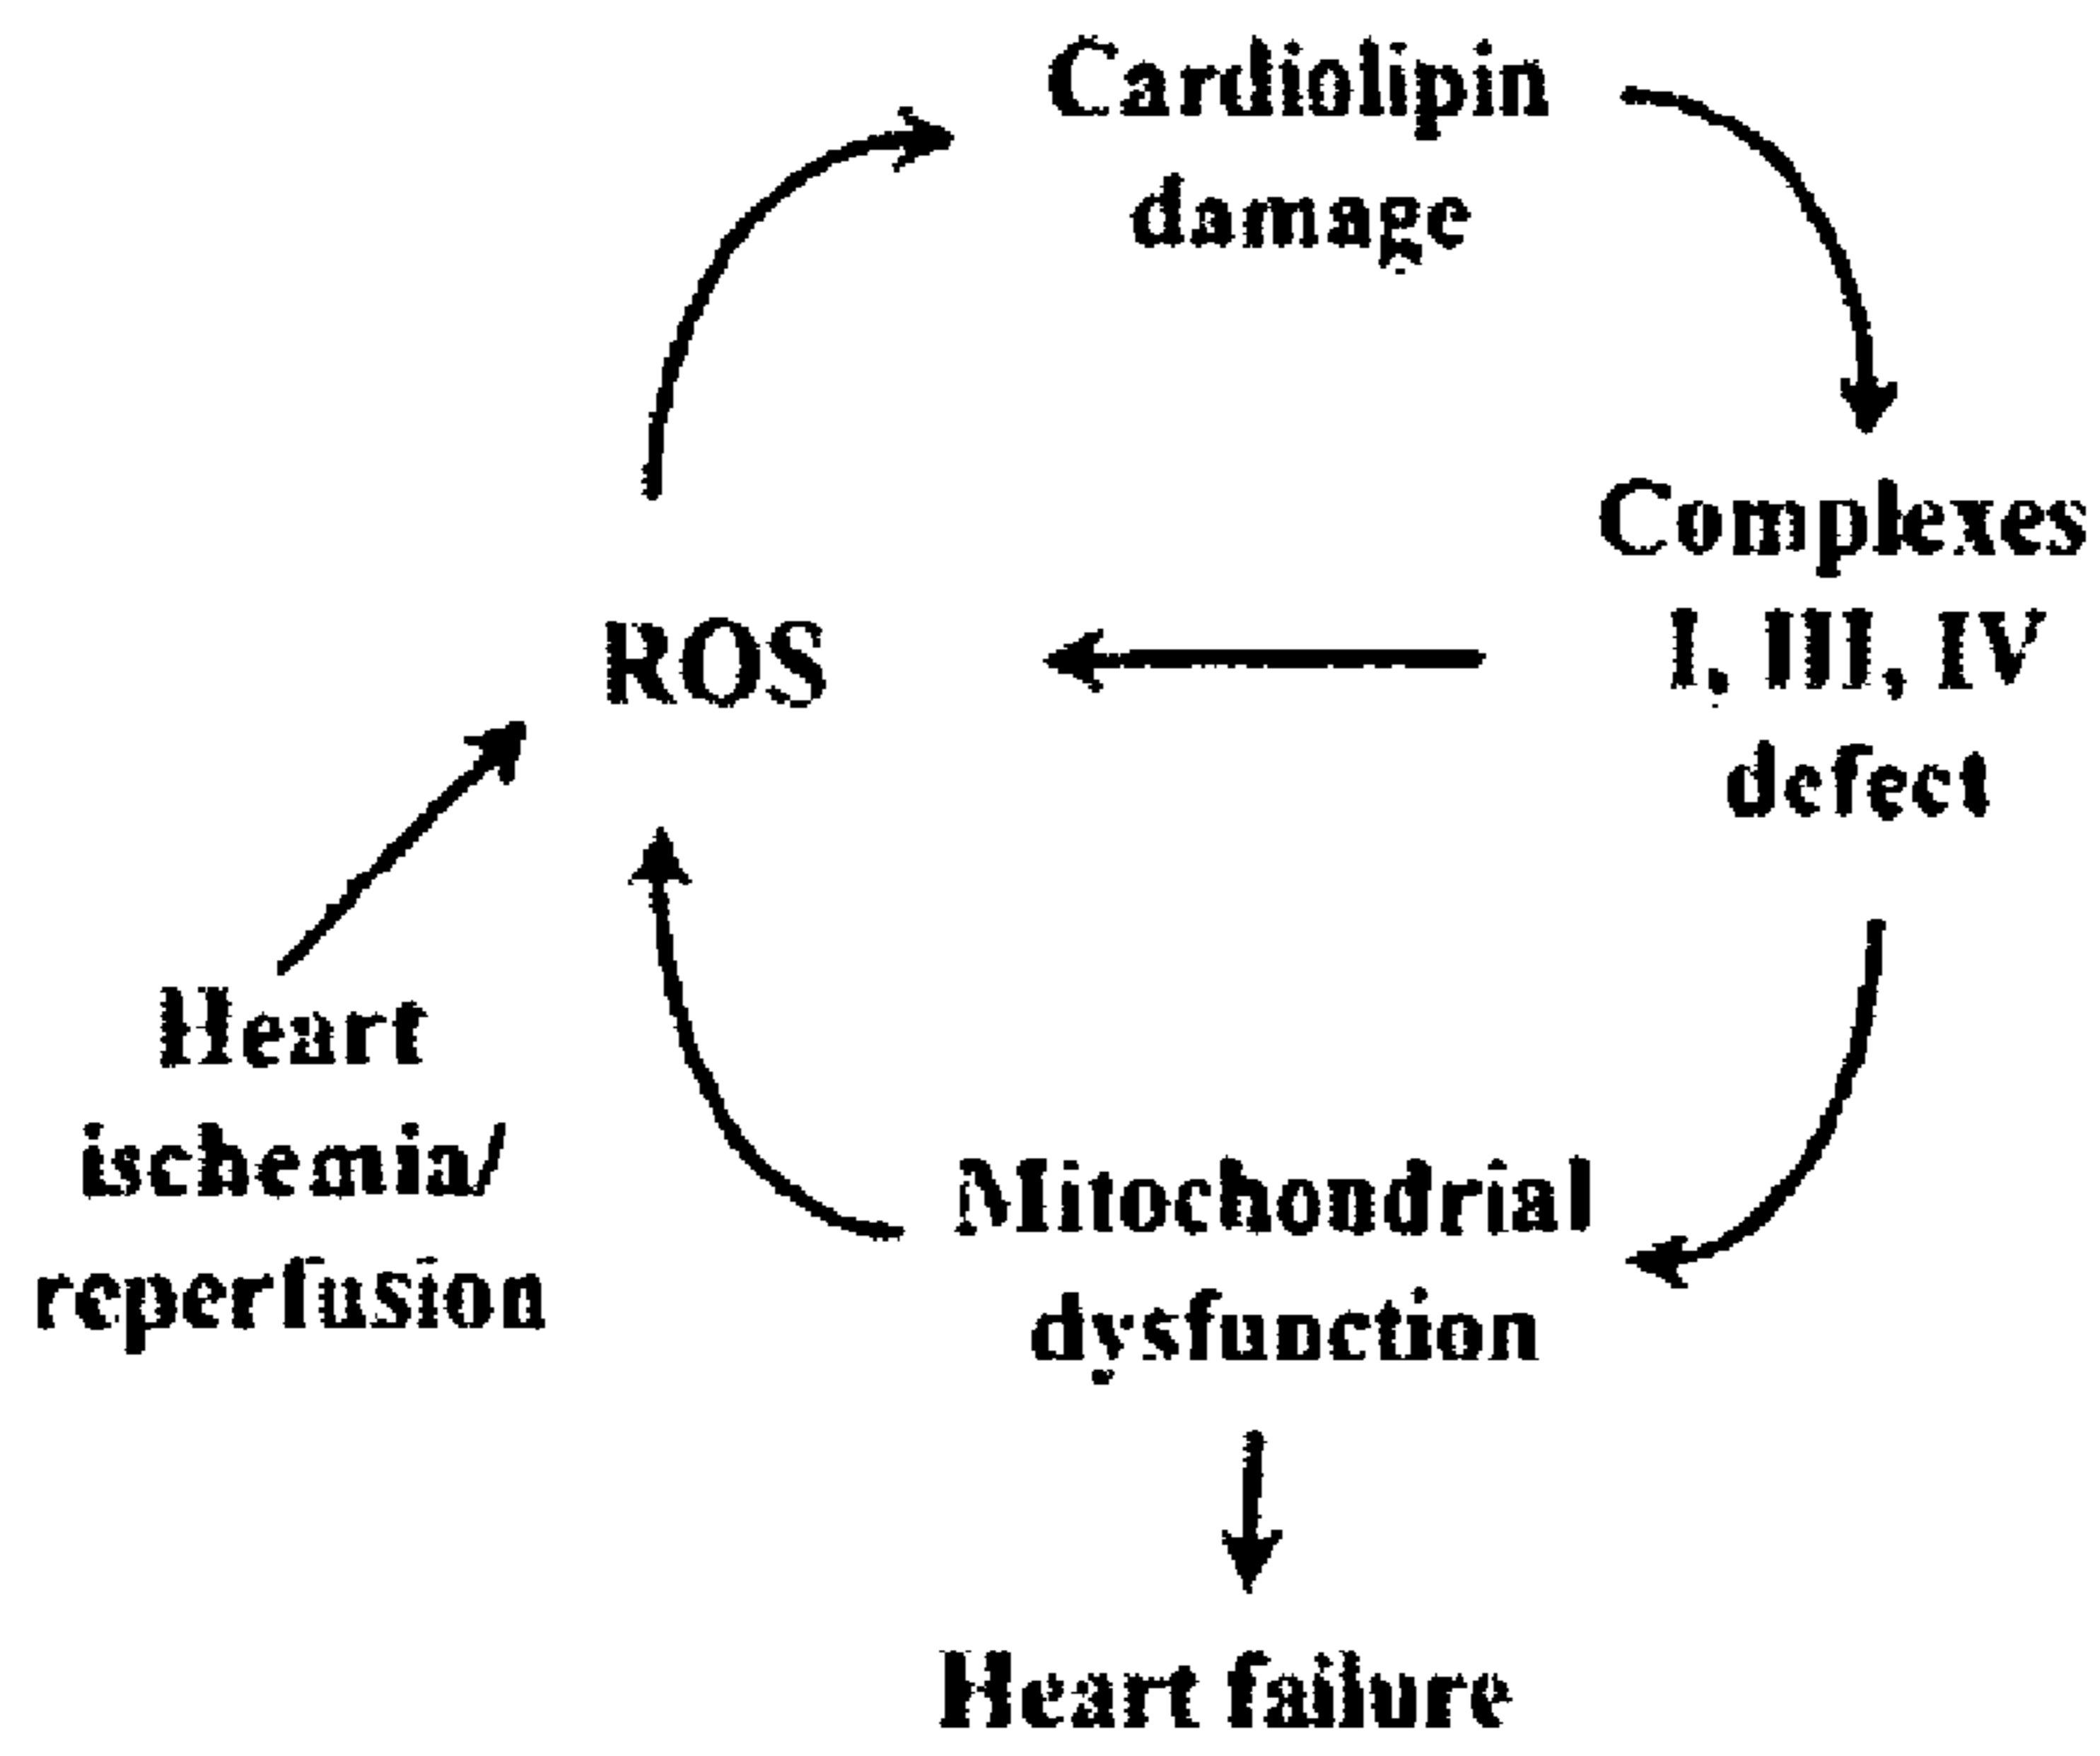 Cardiolipin
damage
Complexes
I, III, IV
defect
ROS
Heart
ischemia/
reperfusion
Mitochondrial
dysfunction
Heart failure